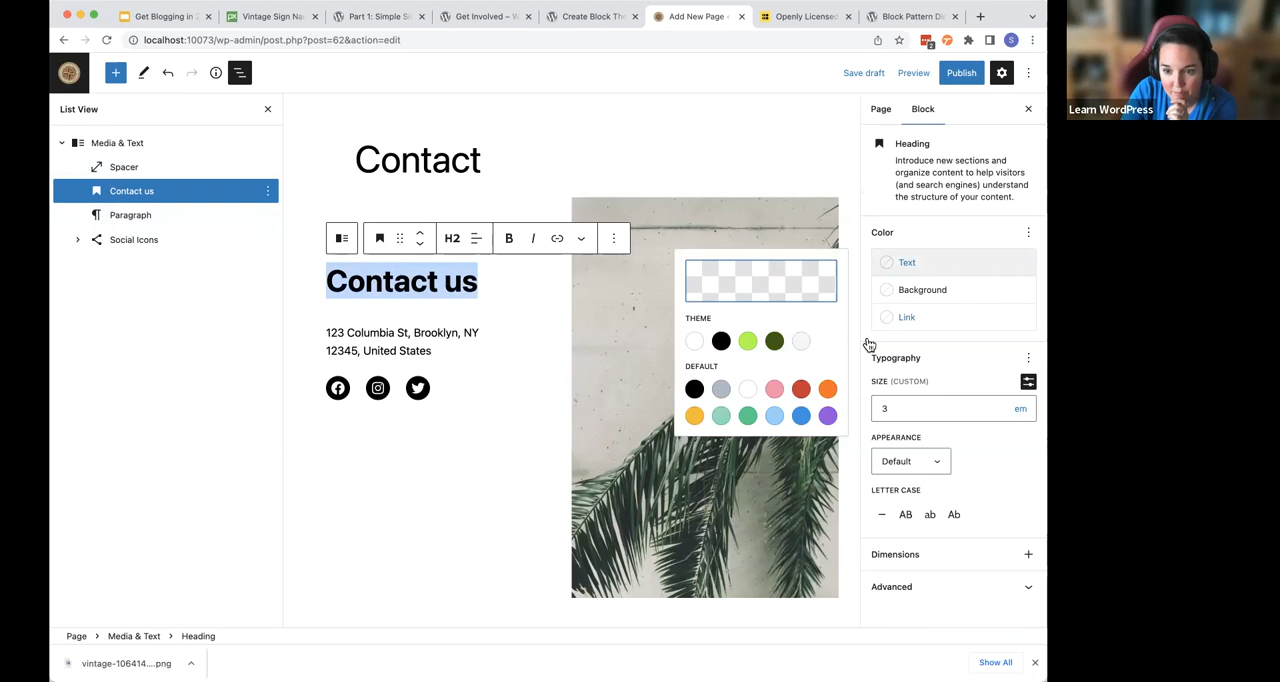 Get Blogging in 2
Vintage Sign Na
Part 1: Simple Si
Get Involved – W
Create Block The
Add New Page ‹
Openly Licensed
Block Pattern Di
localhost:10073/wp-admin/post.php?post=62&action=edit
2
S
Learn WordPress
Save draft
Preview
Publish
List View
Media & Text
Spacer
Contact us
Paragraph
Social Icons
Contact
H2
B
I
Contact us
123 Columbia St, Brooklyn, NY
12345, United States
THEME
DEFAULT
Page
Block
Heading
Introduce new sections and
organize content to help visitors
(and search engines) understand
the structure of your content.
Color
Text
Background
Link
Typography
SIZE (CUSTOM)
3
em
APPEARANCE
Default
LETTER CASE
–
AB
ab
Ab
Dimensions
Advanced
Page
Media & Text
Heading
vintage-106414....png
Show All